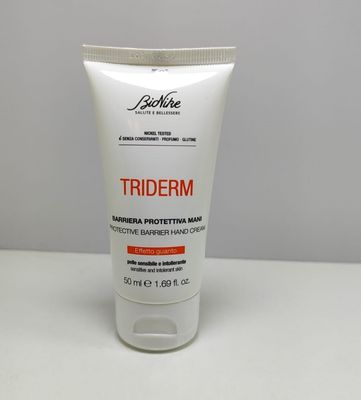 BioNike
SALUTE E BELLESSERE
NICKEL TESTED
é SENZA CONSERVANTI - PROFUMO - GLUTINE
TRIDERM
BARRIERA PROTETTIVA MANI
PROTECTIVE BARRIER HAND CREAM
Effetto guanto
pelle sensibile e intollerante
sensitive and intolerant skin
50 ml e 1.69 fl. oz.